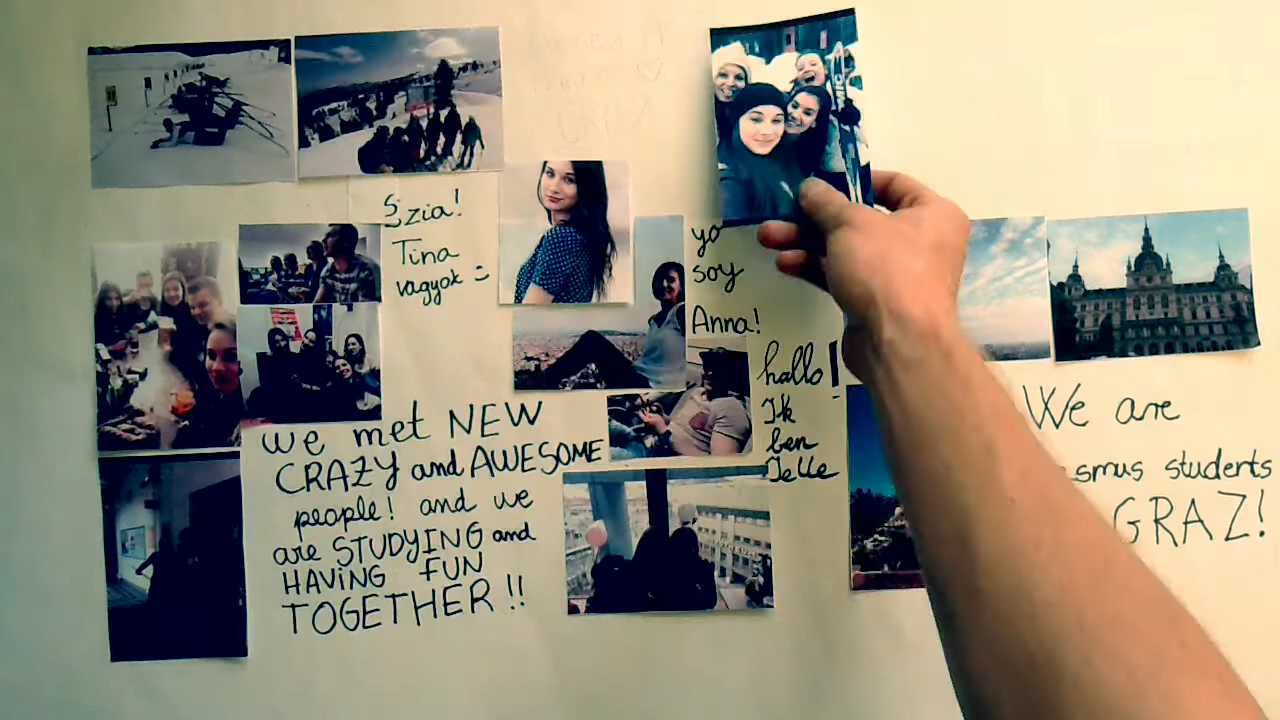 Szia!
Tina
vagyok :)
yo
soy
Anna!
hallo!
Ik
ben
Jelle
We met NEW
CRAZY and AWESOME
people! and we
are STUDYING and
HAVING FUN
TOGETHER!!
We are
smus students
GRAZ!